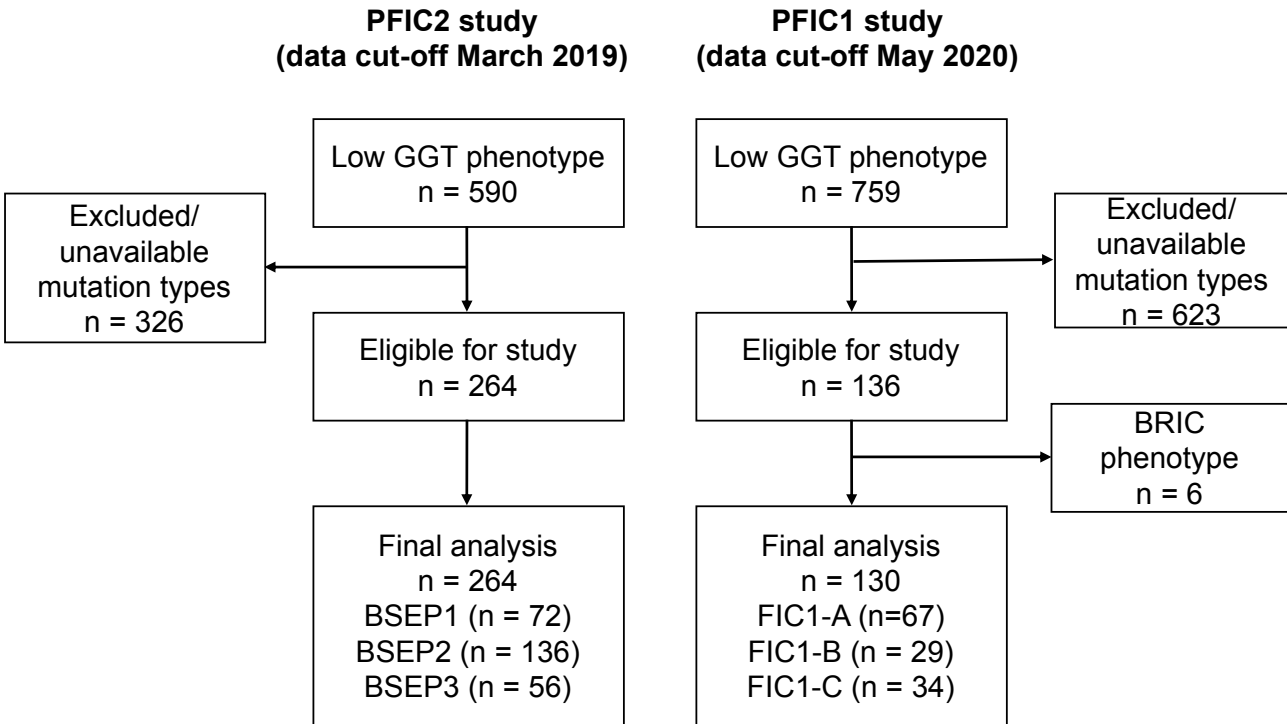 PFIC2 study
(data cut-off March 2019)
PFIC1 study
(data cut-off May 2020)
Low GGT phenotype
n = 590
Low GGT phenotype
n = 759
Excluded/
unavailable
mutation types
n = 326
Excluded/
unavailable
mutation types
n = 623
Eligible for study
n = 264
Eligible for study
n = 136
BRIC
phenotype
n = 6
Final analysis
n = 264
BSEP1 (n = 72)
BSEP2 (n = 136)
BSEP3 (n = 56)
Final analysis
n = 130
FIC1-A (n=67)
FIC1-B (n = 29)
FIC1-C (n = 34)